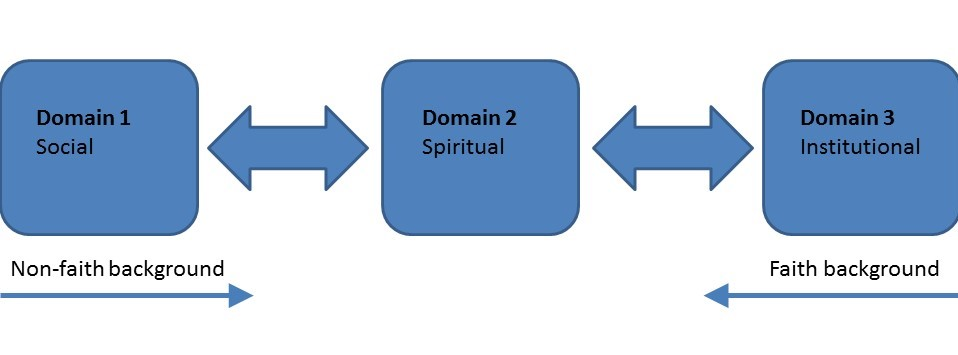 Domain 1
Social
Domain 2
Spiritual
Domain 3
Institutional
Non-faith background
Faith background